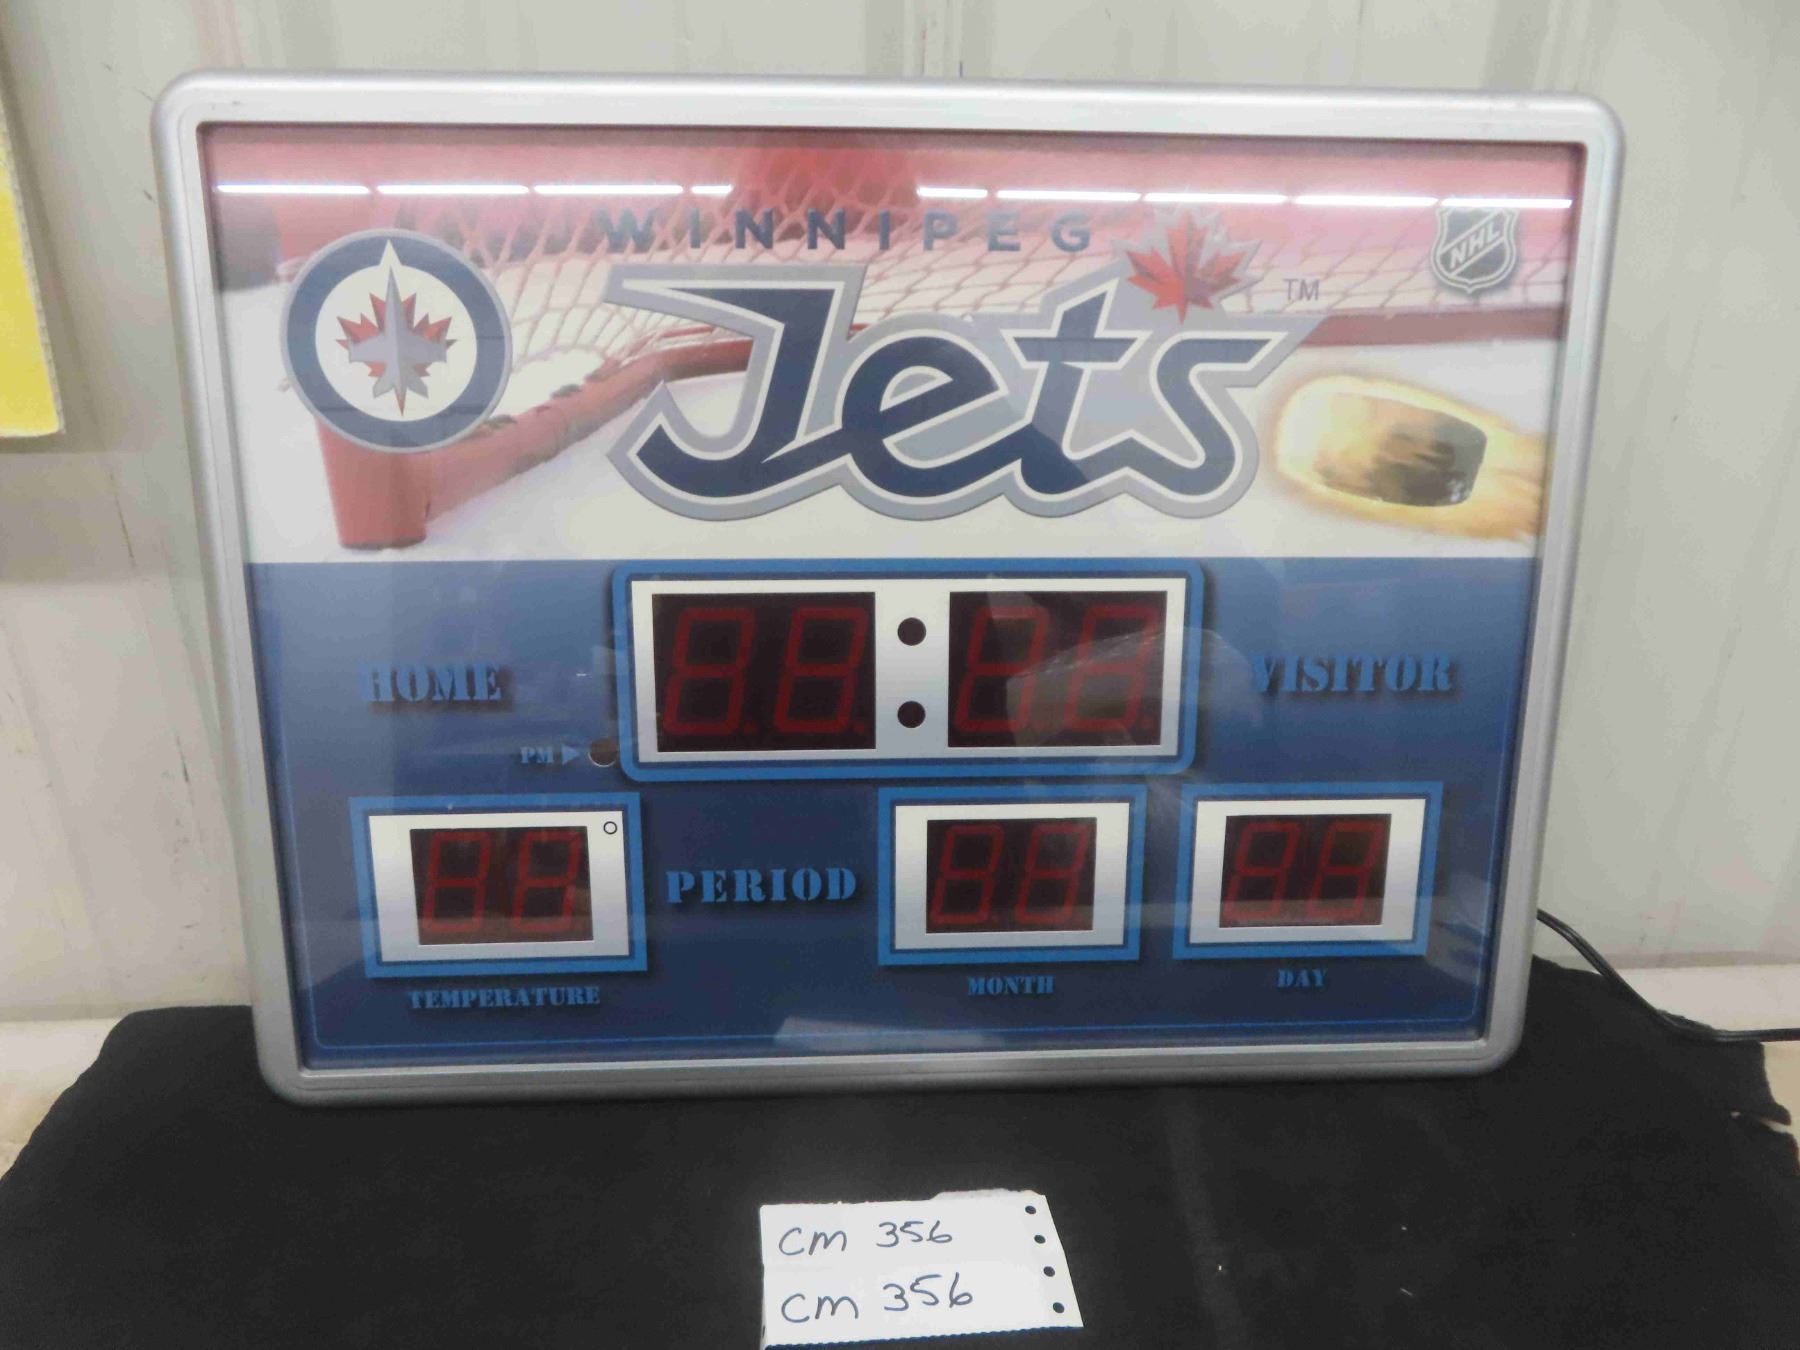 WINNIPEG
Jets
TM
NHL
HOME
VISITOR
PM
PERIOD
TEMPERATURE
MONTH
DAY
CM 356
CM 356